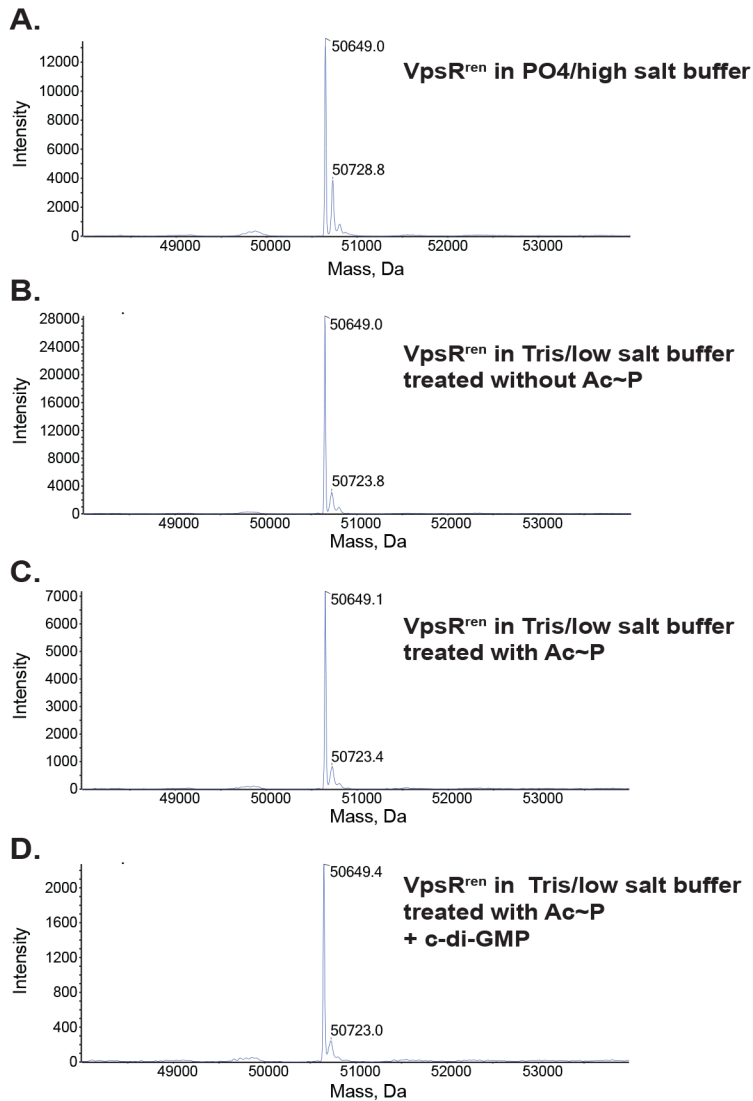 A.
VpsRʳᵉⁿ in PO4/high salt buffer
Intensity
12000
10000
8000
6000
4000
2000
0
50649.0
50728.8
49000 50000 51000 52000 53000
Mass, Da
B.
VpsRʳᵉⁿ in Tris/low salt buffer
treated without Ac~P
Intensity
28000
24000
20000
16000
12000
8000
4000
0
50649.0
50723.8
49000 50000 51000 52000 53000
Mass, Da
C.
VpsRʳᵉⁿ in Tris/low salt buffer
treated with Ac~P
Intensity
7000
6000
5000
4000
3000
2000
1000
0
50649.1
50723.4
49000 50000 51000 52000 53000
Mass, Da
D.
VpsRʳᵉⁿ in Tris/low salt buffer
treated with Ac~P
+ c-di-GMP
Intensity
2000
1600
1200
800
400
0
50649.4
50723.0
49000 50000 51000 52000 53000
Mass, Da